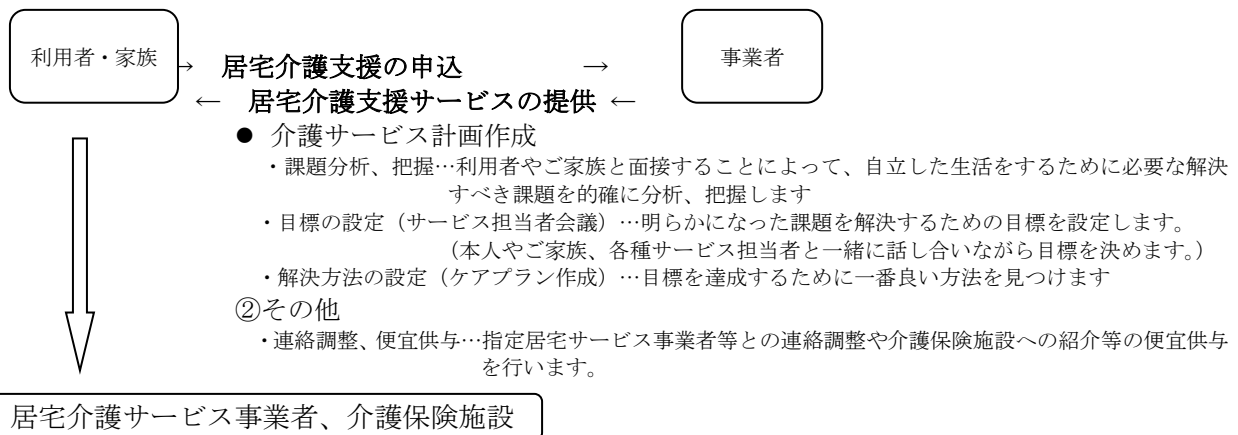 利用者・家族
事業者
→ 居宅介護支援の申込 →
← 居宅介護支援サービスの提供 ←
● 介護サービス計画作成
・課題分析、把握…利用者やご家族と面接することによって、自立した生活をするために必要な解決
すべき課題を的確に分析、把握します
・目標の設定（サービス担当者会議）…明らかになった課題を解決するための目標を設定します。
（本人やご家族、各種サービス担当者と一緒に話し合いながら目標を決めます。）
・解決方法の設定（ケアプラン作成）…目標を達成するために一番良い方法を見つけます
②その他
・連絡調整、便宜供与…指定居宅サービス事業者等との連絡調整や介護保険施設への紹介等の便宜供与
を行います。
居宅介護サービス事業者、介護保険施設